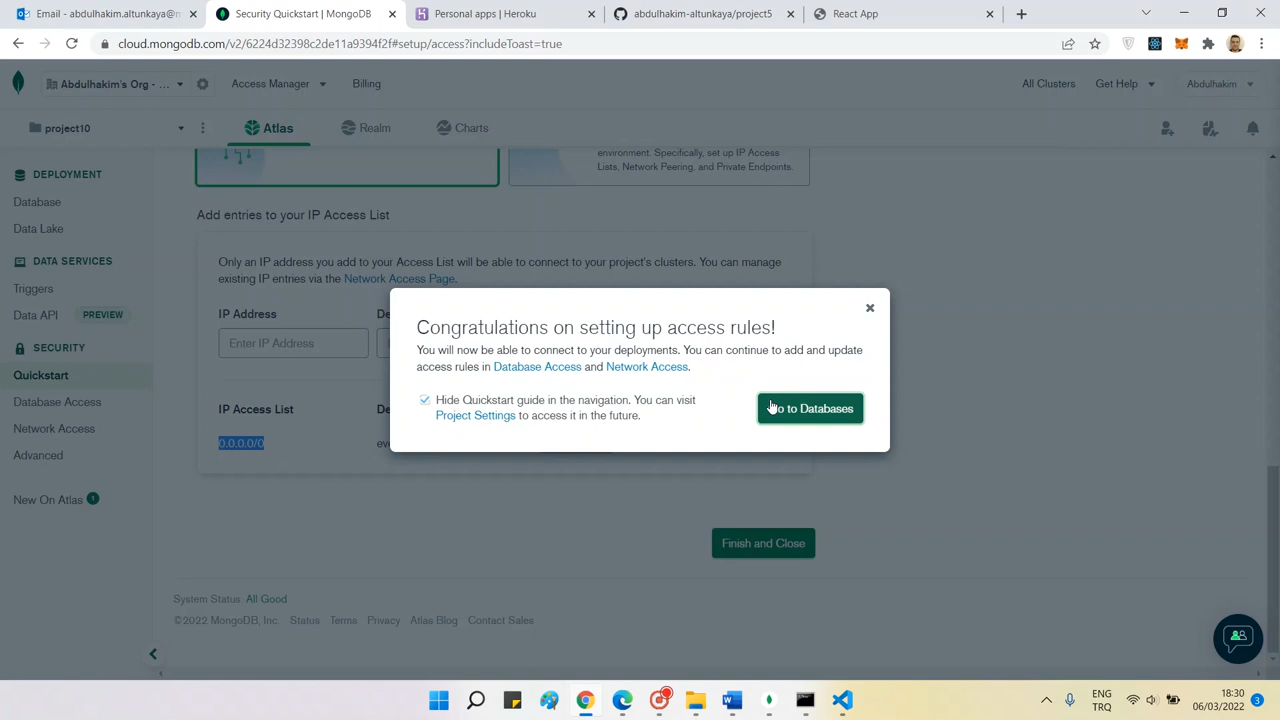 Email - abdulhakim.altunkaya@n
Security Quickstart | MongoDB
Personal apps | Heroku
abdulhakim-altunkaya/project5
React App
cloud.mongodb.com/v2/6224d32398c2de11a9394f2f#setup/access?includeToast=true
Abdulhakim's Org - ...
Access Manager
Billing
All Clusters
Get Help
Abdulhakim
project10
Atlas
Realm
Charts
DEPLOYMENT
Database
Data Lake
DATA SERVICES
Triggers
Data API
PREVIEW
SECURITY
Quickstart
Database Access
Network Access
Advanced
New On Atlas
1
environment. Specifically, set up IP Access
Lists, Network Peering, and Private Endpoints.
Add entries to your IP Access List
Only an IP address you add to your Access List will be able to connect to your project's clusters. You can manage
existing IP entries via the Network Access Page.
IP Address
De
Enter IP Address
IP Access List
De
0.0.0.0/0
eve
Congratulations on setting up access rules!
You will now be able to connect to your deployments. You can continue to add and update
access rules in Database Access and Network Access.
Hide Quickstart guide in the navigation. You can visit
Project Settings to access it in the future.
Go to Databases
Finish and Close
System Status: All Good
©2022 MongoDB, Inc.
Status
Terms
Privacy
Atlas Blog
Contact Sales
ENG
TRQ
18:30
06/03/2022
3